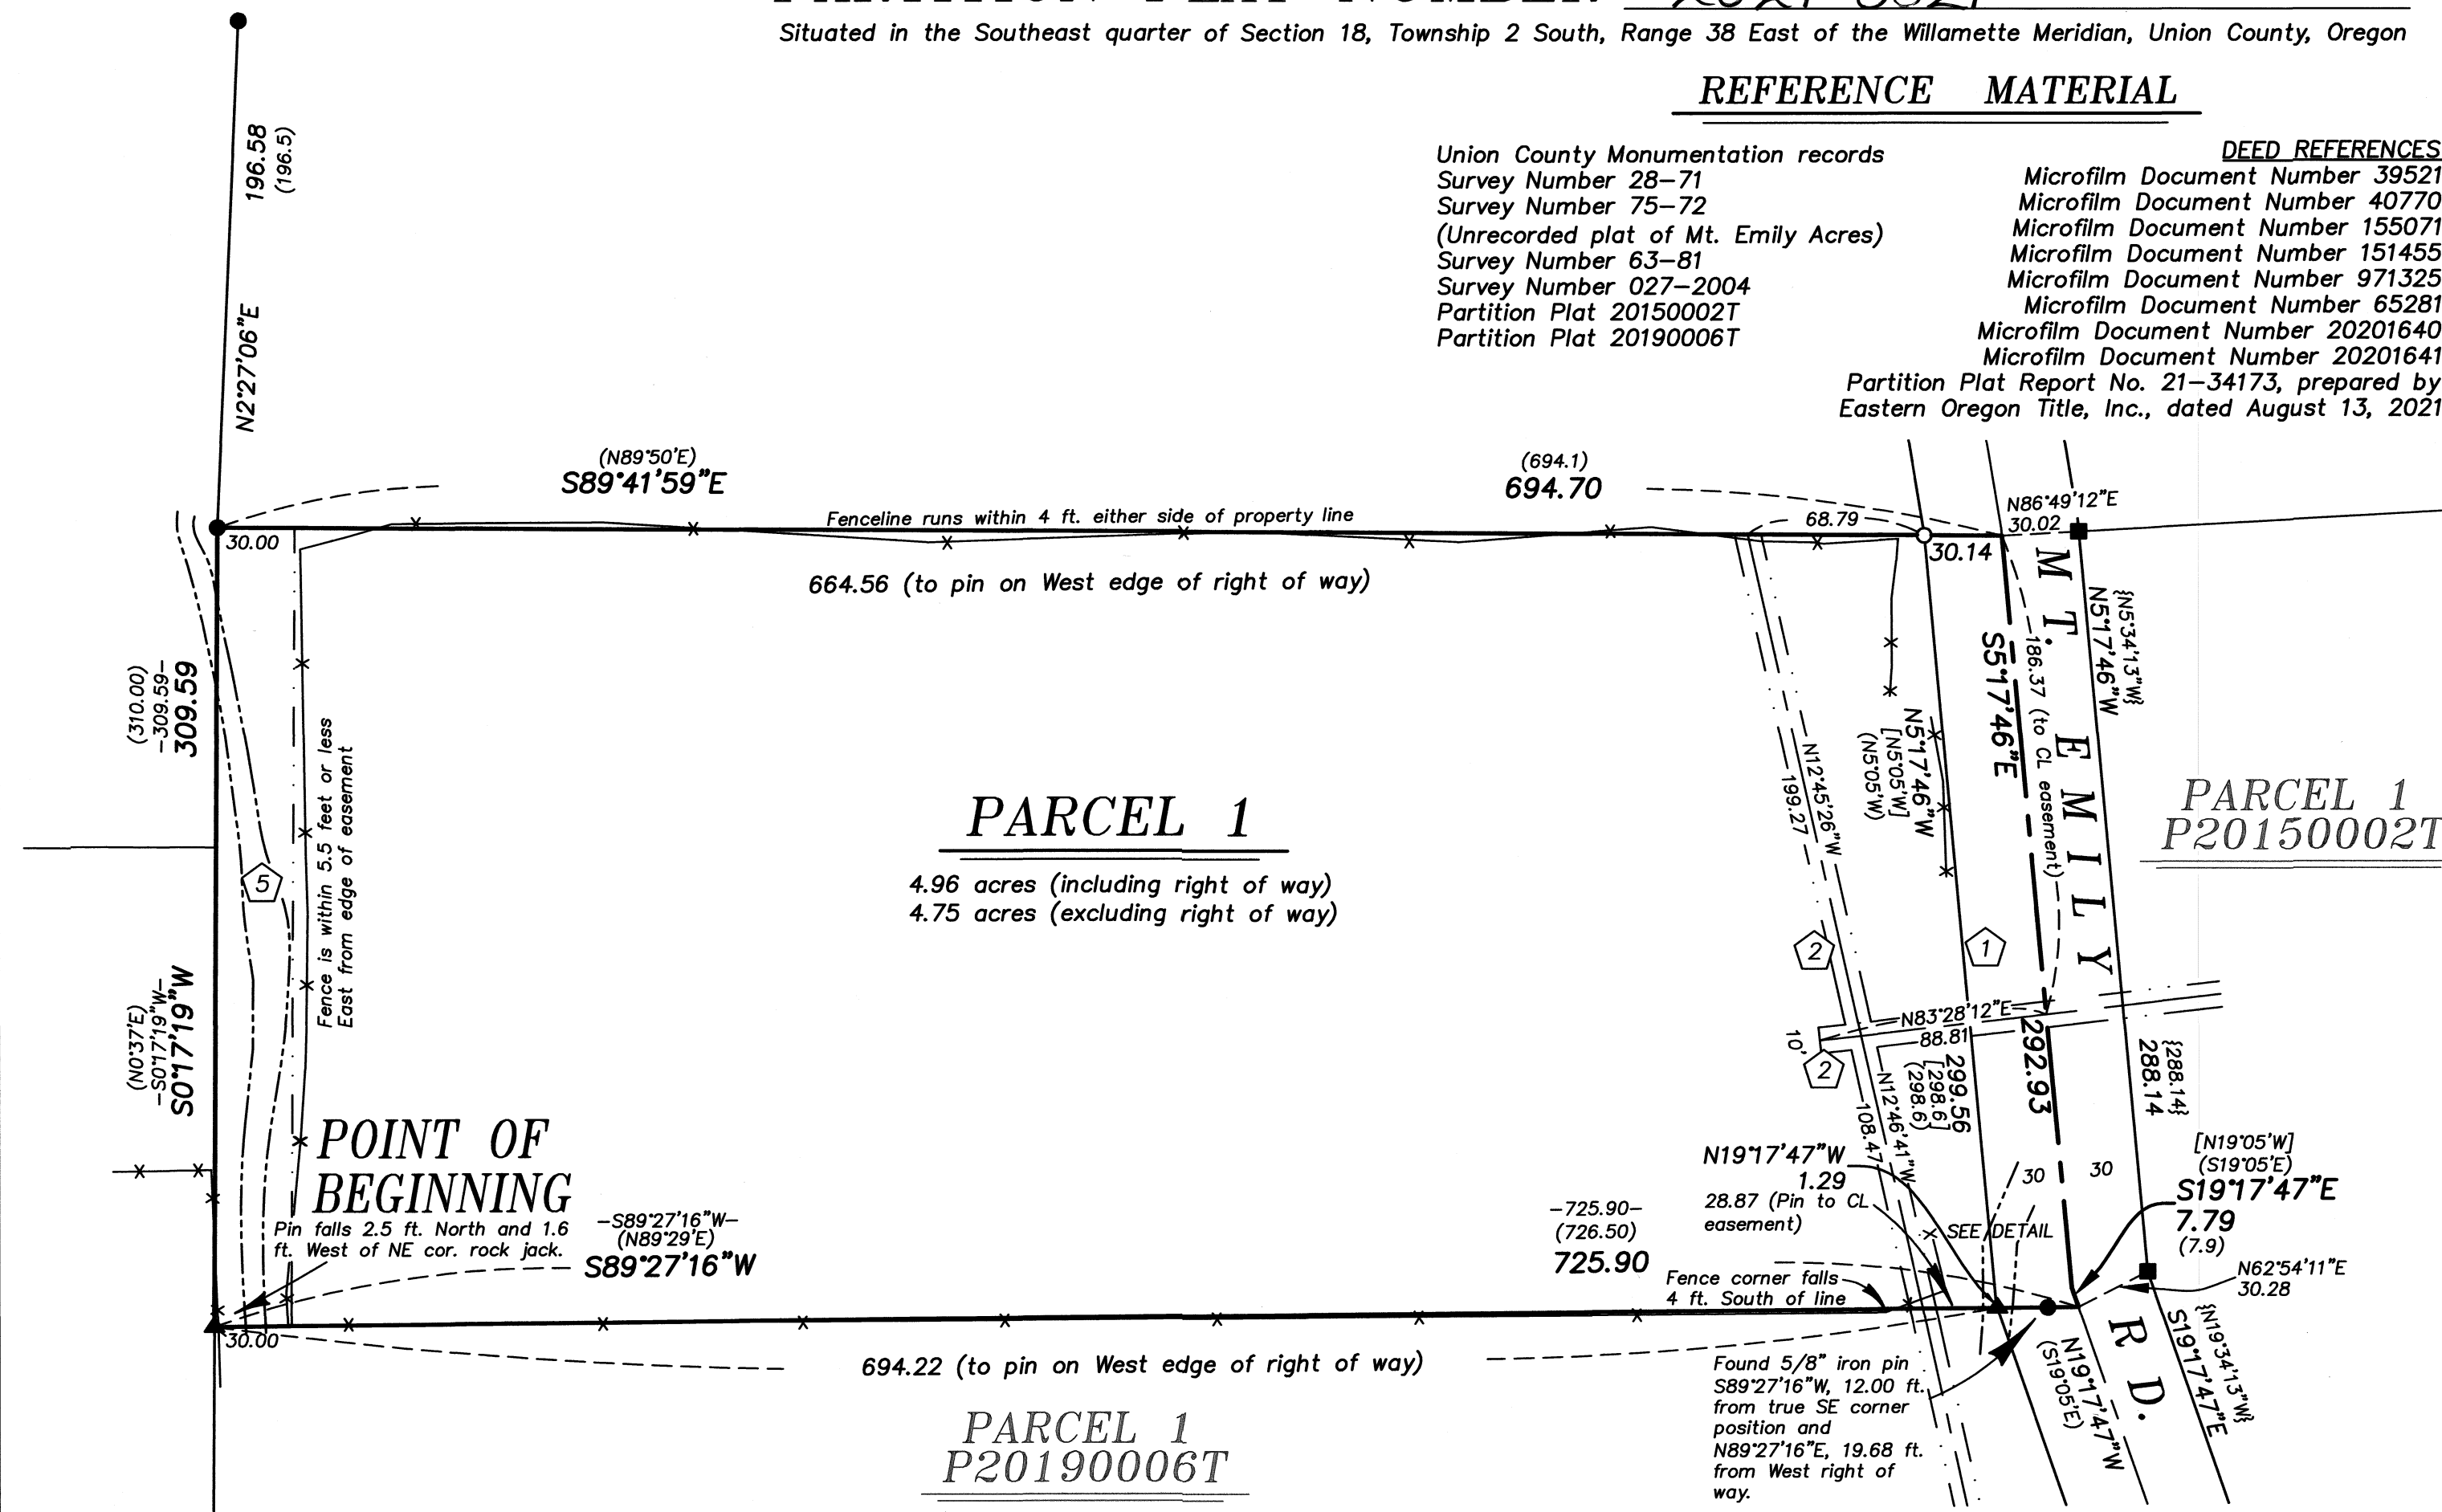 PARTITION PLAT NUMBER
Situated in the Southeast quarter of Section 18, Township 2 South, Range 38 East of the Willamette Meridian, Union County, Oregon
REFERENCE MATERIAL
Union County Monumentation records
Survey Number 28-71
Survey Number 75-72
(Unrecorded plat of Mt. Emily Acres)
Survey Number 63-81
Survey Number 027-2004
Partition Plat 20150002T
Partition Plat 20190006T
DEED REFERENCES
Microfilm Document Number 39521
Microfilm Document Number 40770
Microfilm Document Number 155071
Microfilm Document Number 151455
Microfilm Document Number 971325
Microfilm Document Number 65281
Microfilm Document Number 20201640
Microfilm Document Number 20201641
Partition Plat Report No. 21-34173, prepared by
Eastern Oregon Title, Inc., dated August 13, 2021
196.58
(196.5)
N2°27'06"E
(N89°50'E)
S89°41'59"E
(694.1)
694.70
Fenceline runs within 4 ft. either side of property line
68.79
N86°49'12"E
30.02
30.00
30.14
664.56 (to pin on West edge of right of way)
(310.00)
-309.59-
309.59
(N0°37'E)
-S0°17'19"W-
S0°17'19"W
5
Fence is within 5.5 feet or less
East from edge of easement
PARCEL 1
4.96 acres (including right of way)
4.75 acres (excluding right of way)
N12°45'26"W
199.27
N5°17'46"W
[N5°05'W]
(N5°05'W)
S5°17'46"E
186.37 (to CL easement)
MT. EMILY RD.
{N5°34'13"W}
N5°17'46"W
PARCEL 1
P20150002T
2
1
N83°28'12"E
88.81
10'
2
299.56
[298.6]
(298.6)
292.93
{288.14}
288.14
N12°46'41"W
108.47
POINT OF
BEGINNING
Pin falls 2.5 ft. North and 1.6
ft. West of NE cor. rock jack.
-S89°27'16"W-
(N89°29'E)
S89°27'16"W
-725.90-
(726.50)
725.90
N19°17'47"W
1.29
28.87 (Pin to CL
easement)
SEE DETAIL
30
30
[N19°05'W]
(S19°05'E)
S19°17'47"E
7.79
(7.9)
N62°54'11"E
30.28
Fence corner falls
4 ft. South of line
30.00
694.22 (to pin on West edge of right of way)
Found 5/8" iron pin
S89°27'16"W, 12.00 ft.
from true SE corner
position and
N89°27'16"E, 19.68 ft.
from West right of
way.
N19°17'47"W
(S19°05'E)
{N19°34'13"W}
S19°17'47"E
PARCEL 1
P20190006T